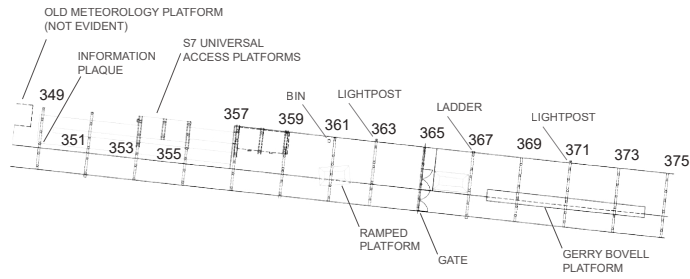 OLD METEOROLOGY PLATFORM
(NOT EVIDENT)
S7 UNIVERSAL
ACCESS PLATFORMS
INFORMATION
PLAQUE
349
351
353
355
357
359
BIN
361
LIGHTPOST
363
365
LADDER
367
369
LIGHTPOST
371
373
375
RAMPED
PLATFORM
GATE
GERRY BOVELL
PLATFORM